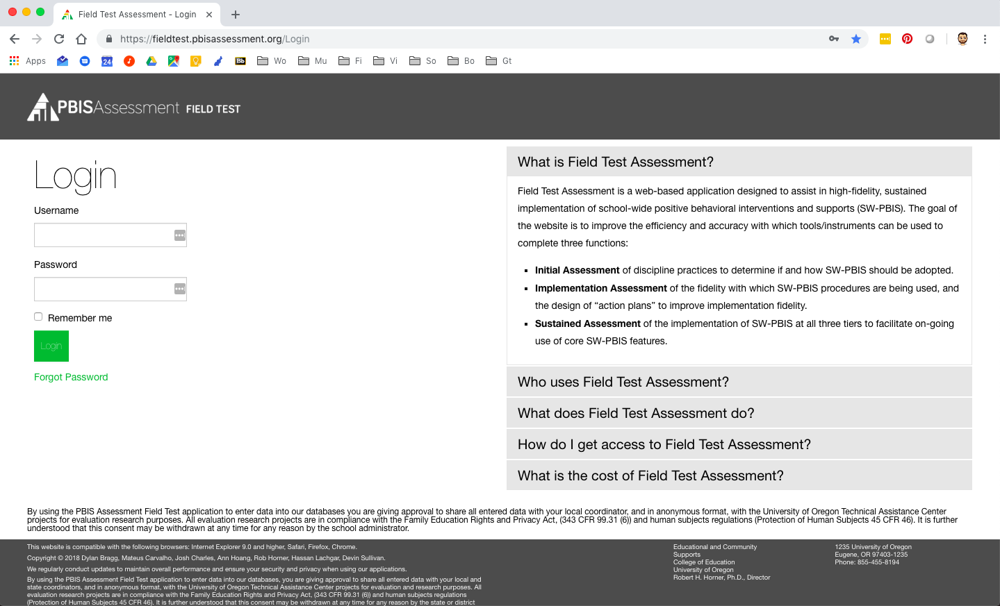 Field Test Assessment - Login
https://fieldtest.pbisassessment.org/Login
Apps
24
Bb
Wo
Mu
Fi
Vi
So
Bo
Gt
PBISAssessment FIELD TEST
Login
Username
Password
Remember me
Login
Forgot Password
What is Field Test Assessment?
Field Test Assessment is a web-based application designed to assist in high-fidelity, sustained
implementation of school-wide positive behavioral interventions and supports (SW-PBIS). The goal of
the website is to improve the efficiency and accuracy with which tools/instruments can be used to
complete three functions:
Initial Assessment of discipline practices to determine if and how SW-PBIS should be adopted.
Implementation Assessment of the fidelity with which SW-PBIS procedures are being used, and
the design of “action plans” to improve implementation fidelity.
Sustained Assessment of the implementation of SW-PBIS at all three tiers to facilitate on-going
use of core SW-PBIS features.
Who uses Field Test Assessment?
What does Field Test Assessment do?
How do I get access to Field Test Assessment?
What is the cost of Field Test Assessment?
By using the PBIS Assessment Field Test application to enter data into our databases you are giving approval to share all entered data with your local coordinator, and in anonymous format, with the University of Oregon Technical Assistance Center
projects for evaluation research purposes. All evaluation research projects are in compliance with the Family Education Rights and Privacy Act, (343 CFR 99.31 (6)) and human subjects regulations (Protection of Human Subjects 45 CFR 46). It is further
understood that this consent may be withdrawn at any time for any reason by the school administrator.
This website is compatible with the following browsers: Internet Explorer 9.0 and higher, Safari, Firefox, Chrome.
Copyright © 2018 Dylan Bragg, Mateus Carvalho, Josh Charles, Ann Hoang, Rob Horner, Hassan Lachgar, Devin Sullivan.
We regularly conduct updates to maintain overall performance and ensure your security and privacy when using our applications.
By using the PBIS Assessment Field Test application to enter data into our databases, you are giving approval to share all entered data with your local and
state coordinators, and in anonymous format, with the University of Oregon Technical Assistance Center projects for evaluation and research purposes. All
evaluation research projects are in compliance with the Family Education Rights and Privacy Act, (343 CFR 99.31 (6)) and human subjects regulations
(Protection of Human Subjects 45 CFR 46). It is further understood that this consent may be withdrawn at any time for any reason by the state or district
Educational and Community
Supports
College of Education
University of Oregon
Robert H. Horner, Ph.D., Director
1235 University of Oregon
Eugene, OR 97403-1235
Phone: 855-455-8194